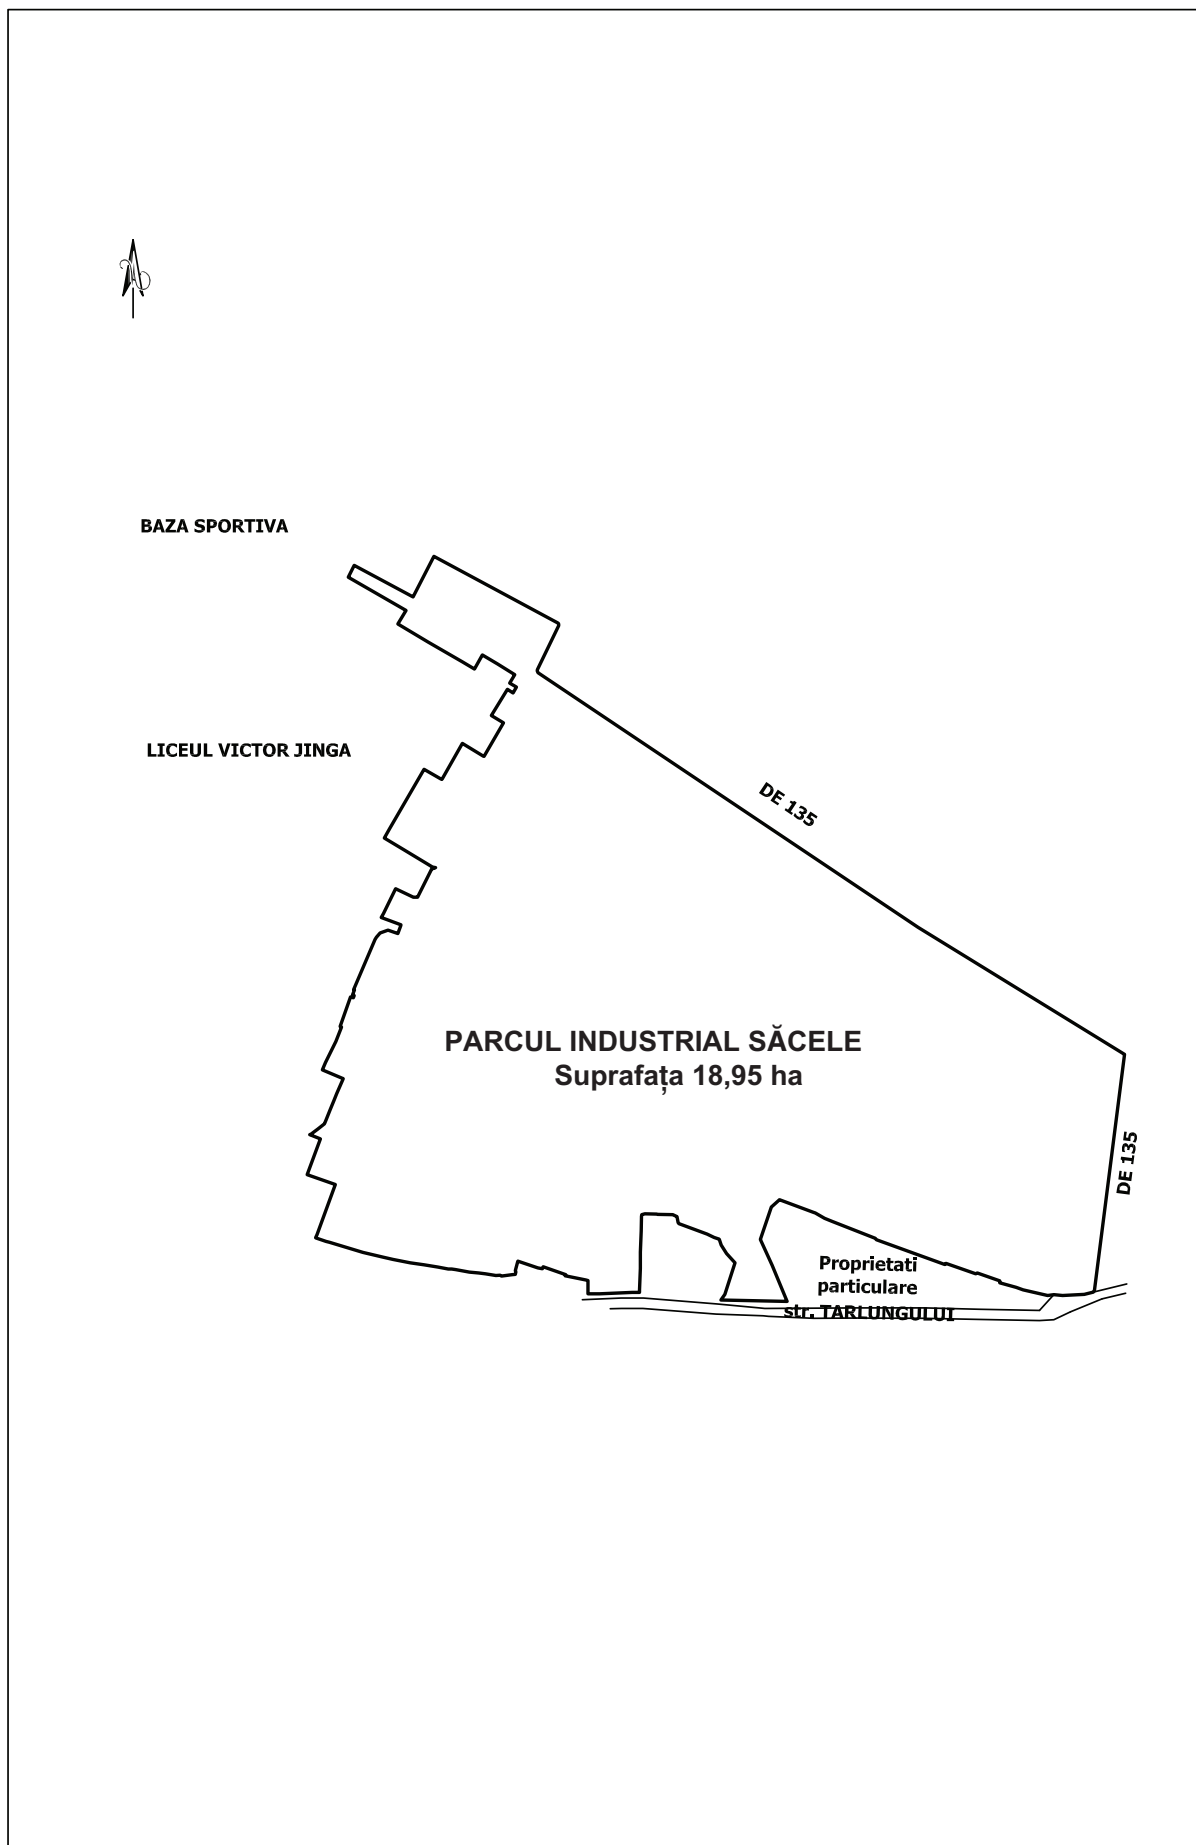 BAZA SPORTIVA
LICEUL VICTOR JINGA
DE 135
PARCUL INDUSTRIAL SĂCELE
Suprafața 18,95 ha
DE 135
Proprietati
particulare
str. TARLUNGULUI